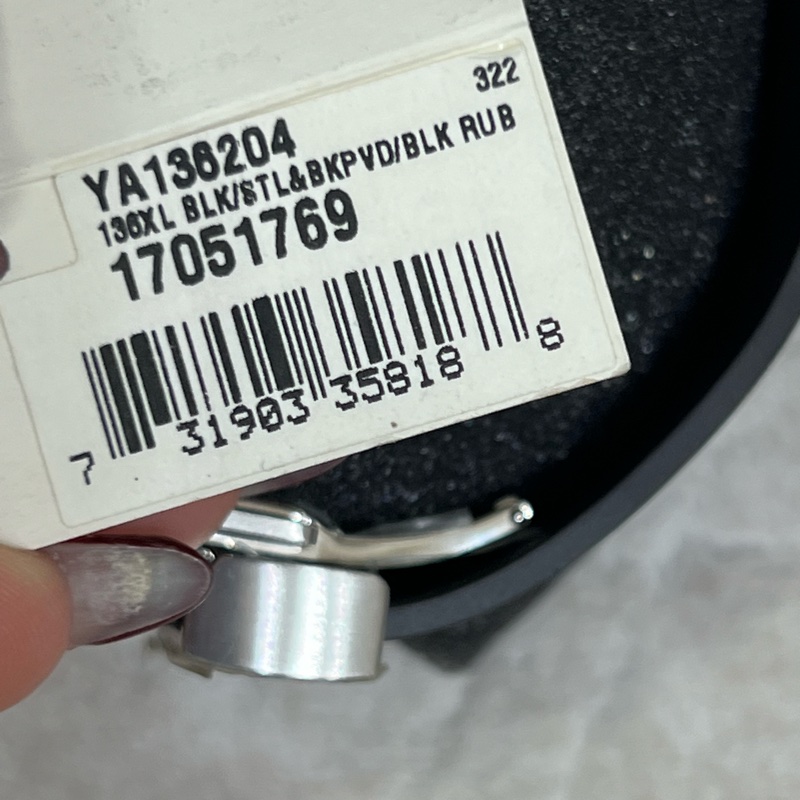 322
YA136204
136XL BLK/STL&BKPVD/BLK RUB
17051769
7 31903 35818 8